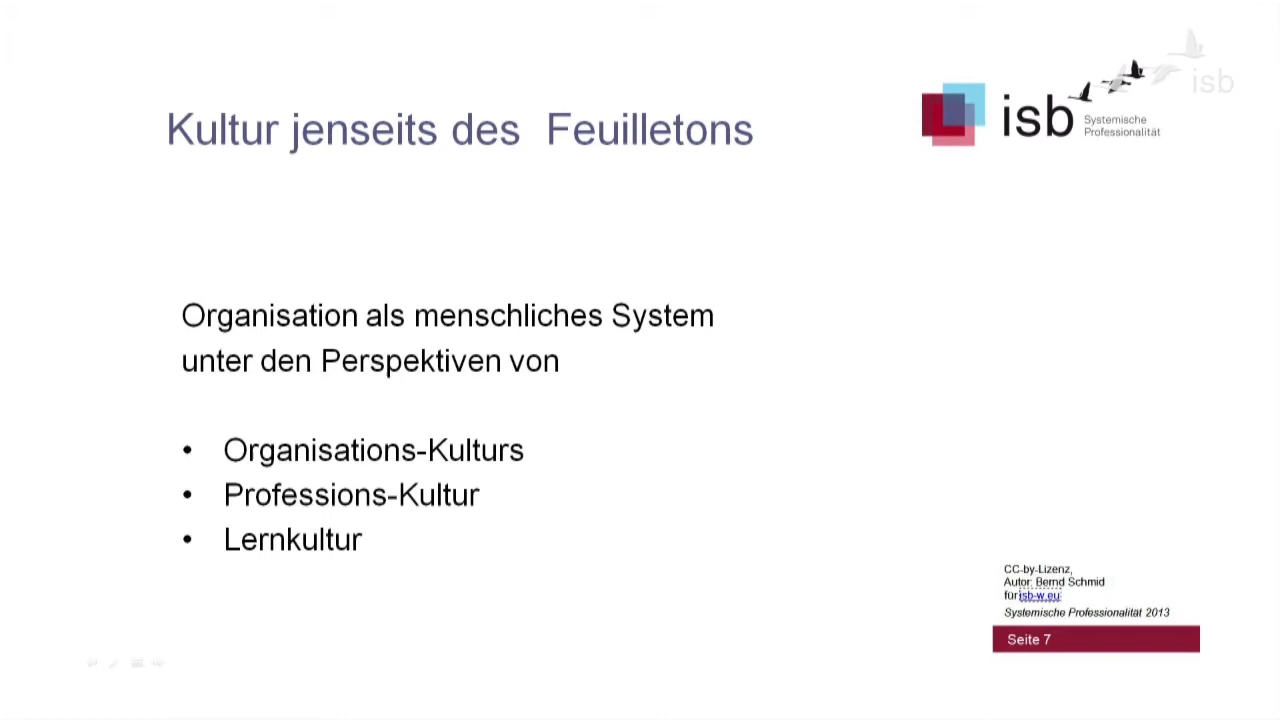 Kultur jenseits des Feuilletons
isb
Systemische
Professionalität
isb
Organisation als menschliches System
unter den Perspektiven von
• Organisations-Kulturs
• Professions-Kultur
• Lernkultur
CC-by-Lizenz,
Autor: Bernd Schmid
für isb-w.eu
Systemische Professionalität 2013
Seite 7